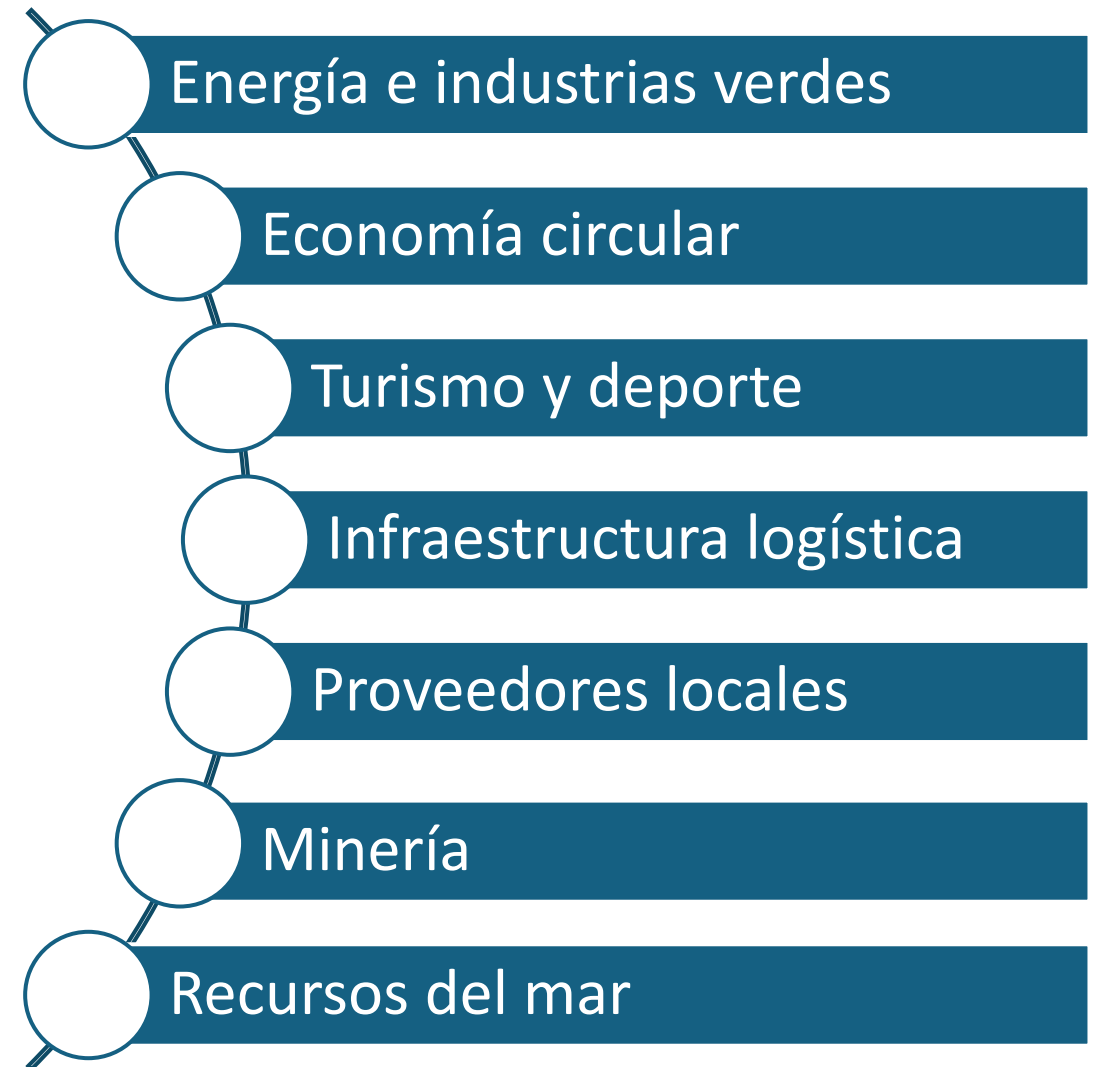 Energía e industrias verdes
Economía circular
Turismo y deporte
Infraestructura logística
Proveedores locales
Minería
Recursos del mar